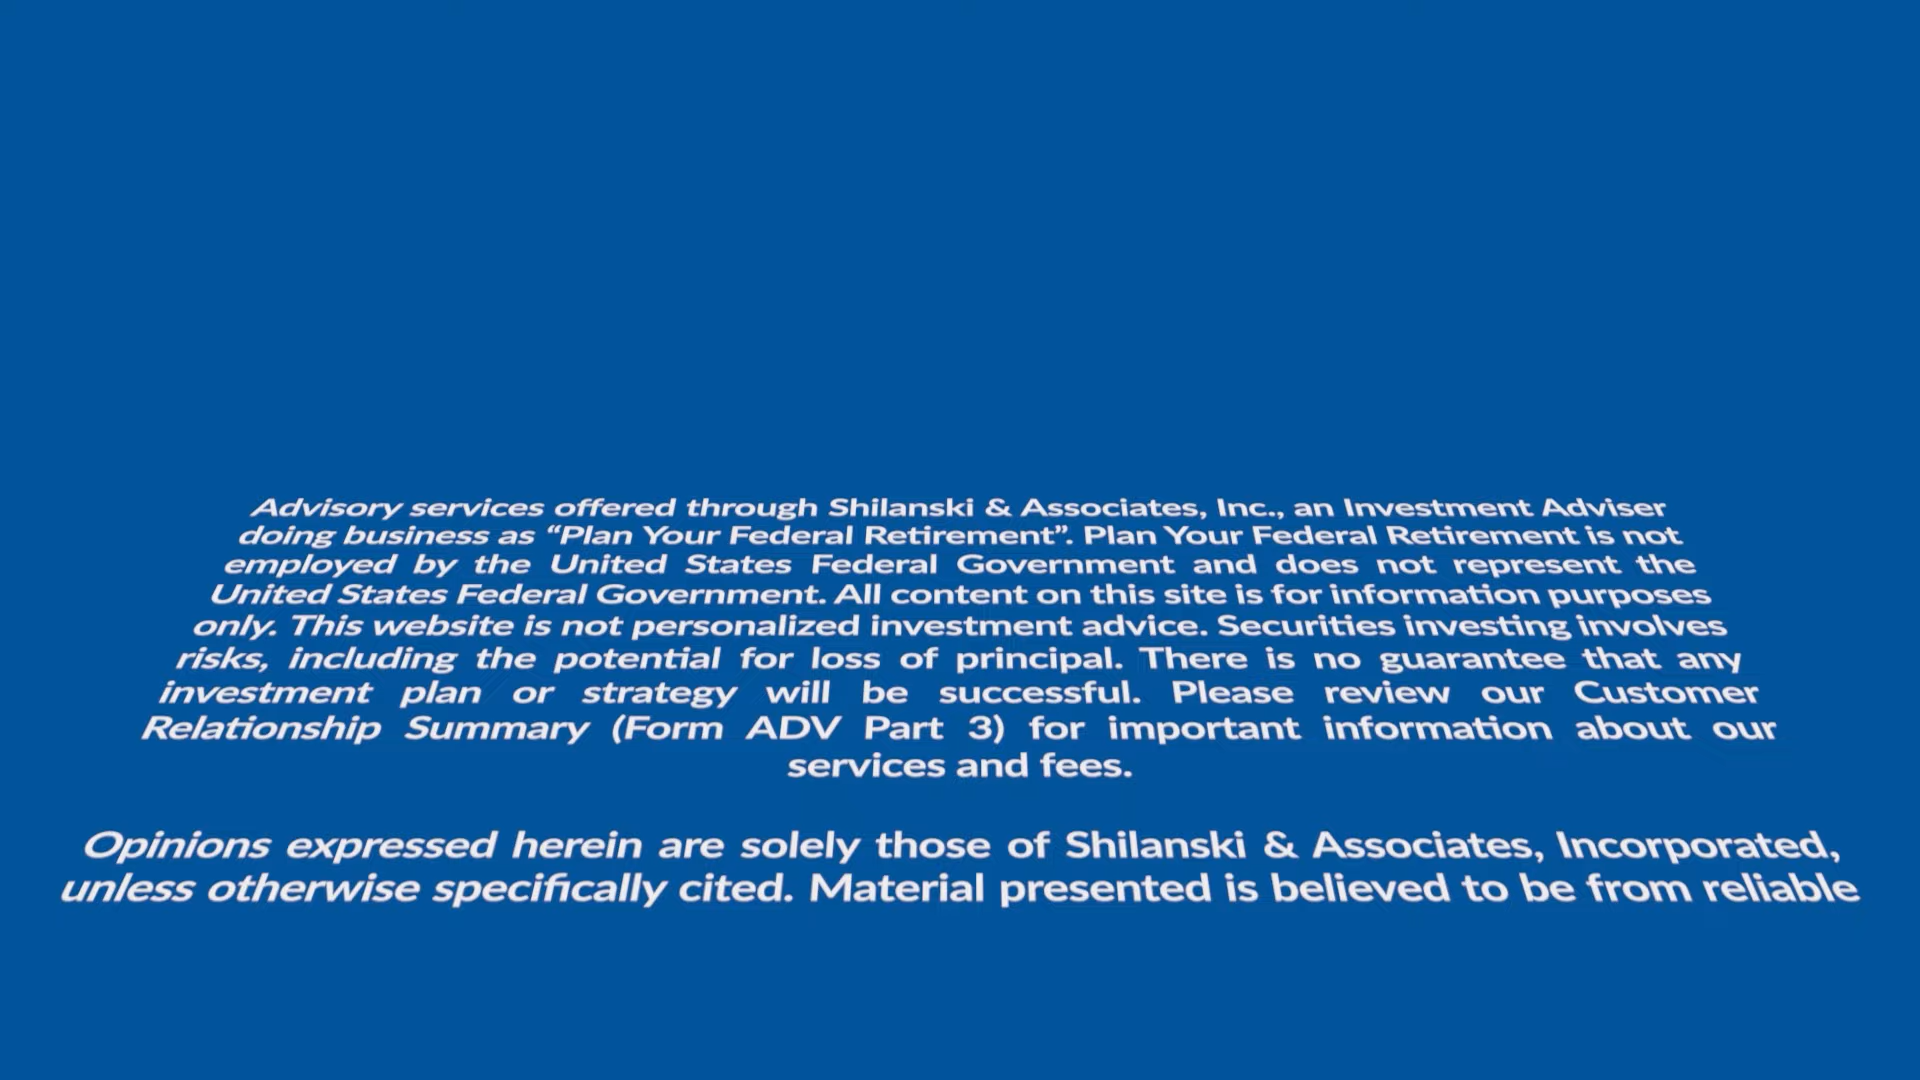 Advisory services offered through Shilanski & Associates, Inc., an Investment Adviser
doing business as “Plan Your Federal Retirement”. Plan Your Federal Retirement is not
employed by the United States Federal Government and does not represent the
United States Federal Government. All content on this site is for information purposes
only. This website is not personalized investment advice. Securities investing involves
risks, including the potential for loss of principal. There is no guarantee that any
investment plan or strategy will be successful. Please review our Customer
Relationship Summary (Form ADV Part 3) for important information about our
services and fees.
Opinions expressed herein are solely those of Shilanski & Associates, Incorporated,
unless otherwise specifically cited. Material presented is believed to be from reliable